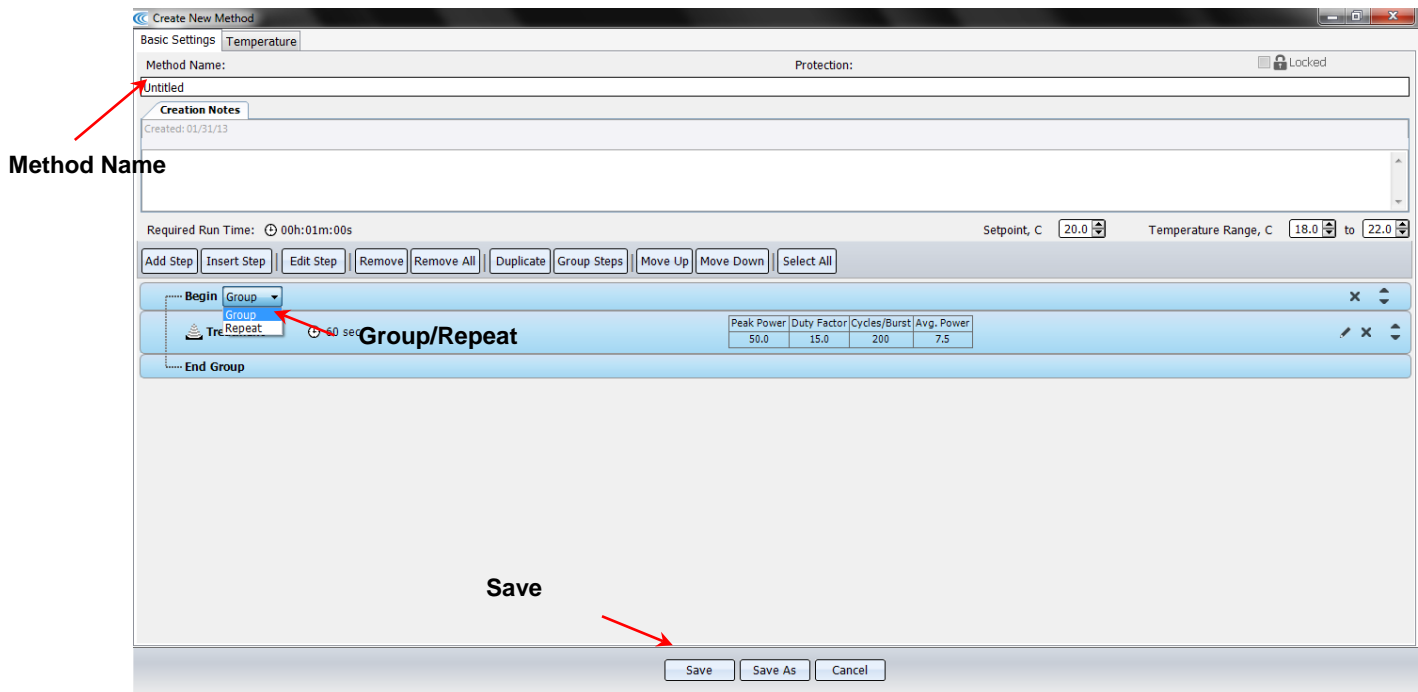 Create New Method
Basic Settings Temperature
Method Name: Protection: Locked
Untitled
Creation Notes
Created: 01/31/13
Method Name
Required Run Time: 00h:01m:00s Setpoint, C 20.0 Temperature Range, C 18.0 to 22.0
Add Step Insert Step Edit Step Remove Remove All Duplicate Group Steps Move Up Move Down Select All
Begin Group
Group
Repeat
60 Group/Repeat
Peak Power Duty Factor Cycles/Burst Avg. Power
50.0 15.0 200 7.5
End Group
Save
Save Save As Cancel